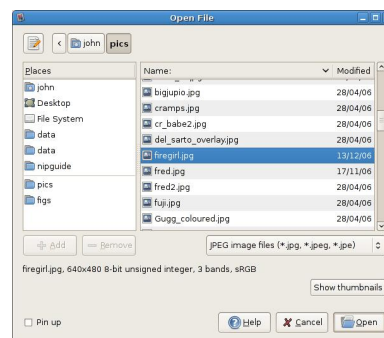 Open File
john pics
Places
john
Desktop
File System
data
data
nipguide
pics
figs
Name: Modified
bigjupio.jpg 28/04/06
cramps.jpg 28/04/06
cr_babe2.jpg 28/04/06
del_sarto_overlay.jpg 28/04/06
firegirl.jpg 13/12/06
fred.jpg 17/11/06
fred2.jpg 28/04/06
fuji.jpg 28/04/06
Gugg_coloured.jpg 28/04/06
Add Remove JPEG image files (*.jpg, *.jpeg, *.jpe)
firegirl.jpg, 640x480 8-bit unsigned integer, 3 bands, sRGB
Show thumbnails
Pin up Help Cancel Open